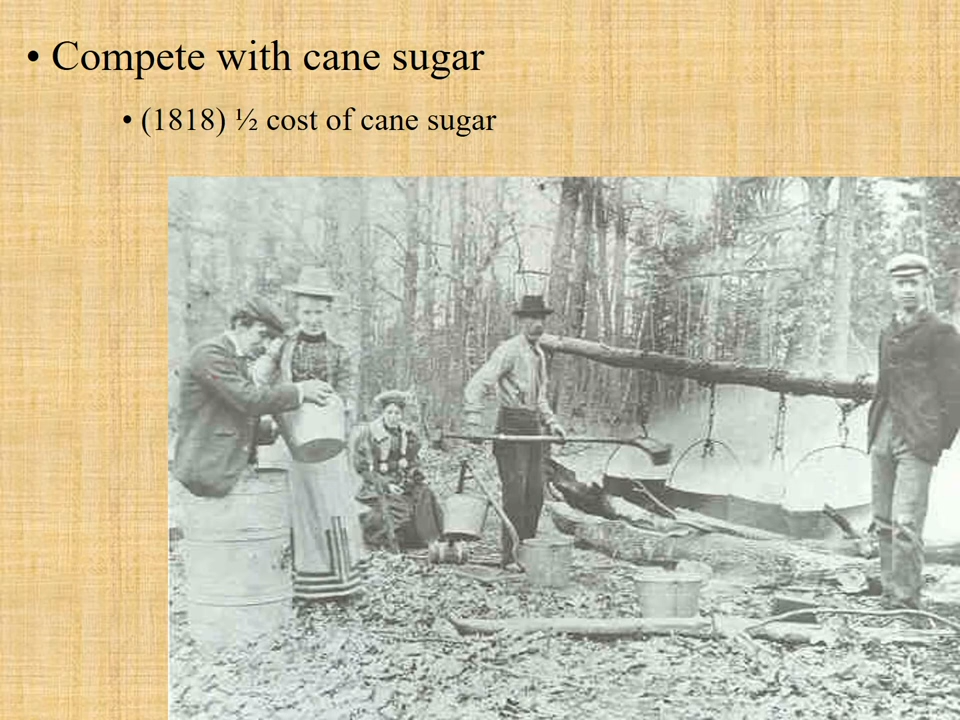 • Compete with cane sugar
• (1818) ½ cost of cane sugar